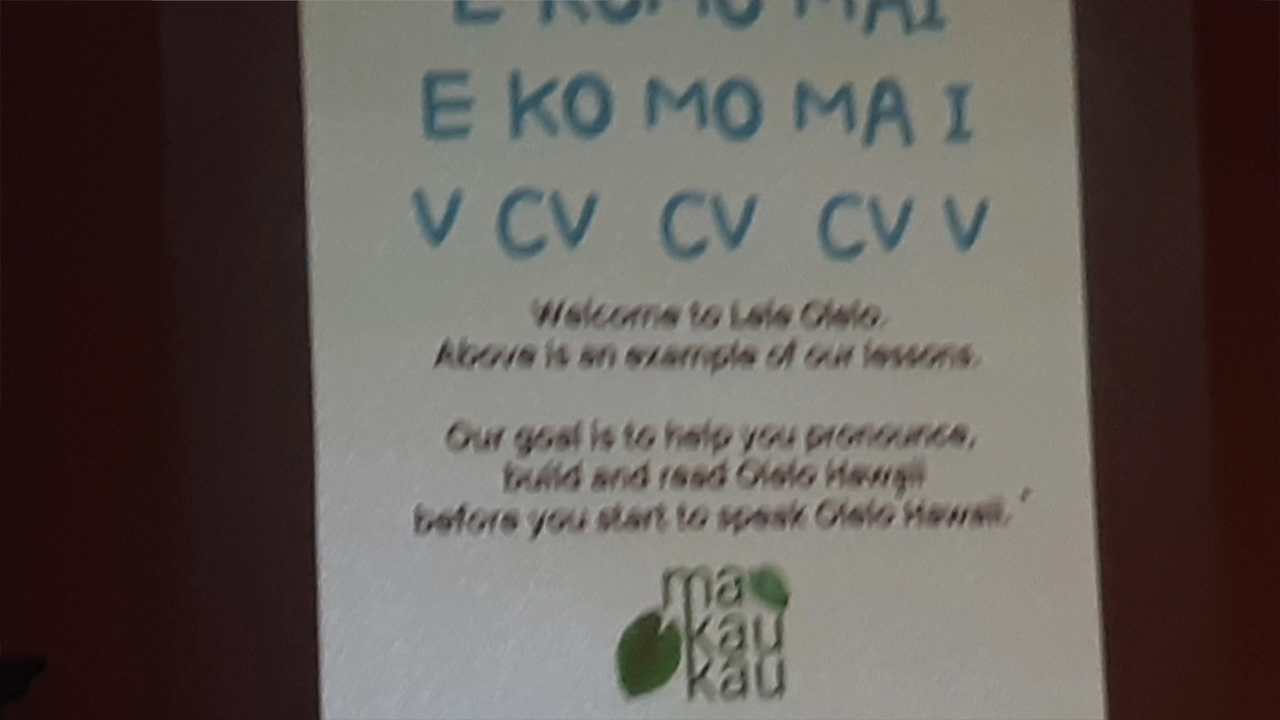 E KOMO MAI
E KO MO MA I
V CV CV CV V
Welcome to Lele Olelo.
Above is an example of our lessons.
Our goal is to help you pronounce,
build and read Olelo Hawaii
before you start to speak Olelo Hawaii.
ma
kau
kau